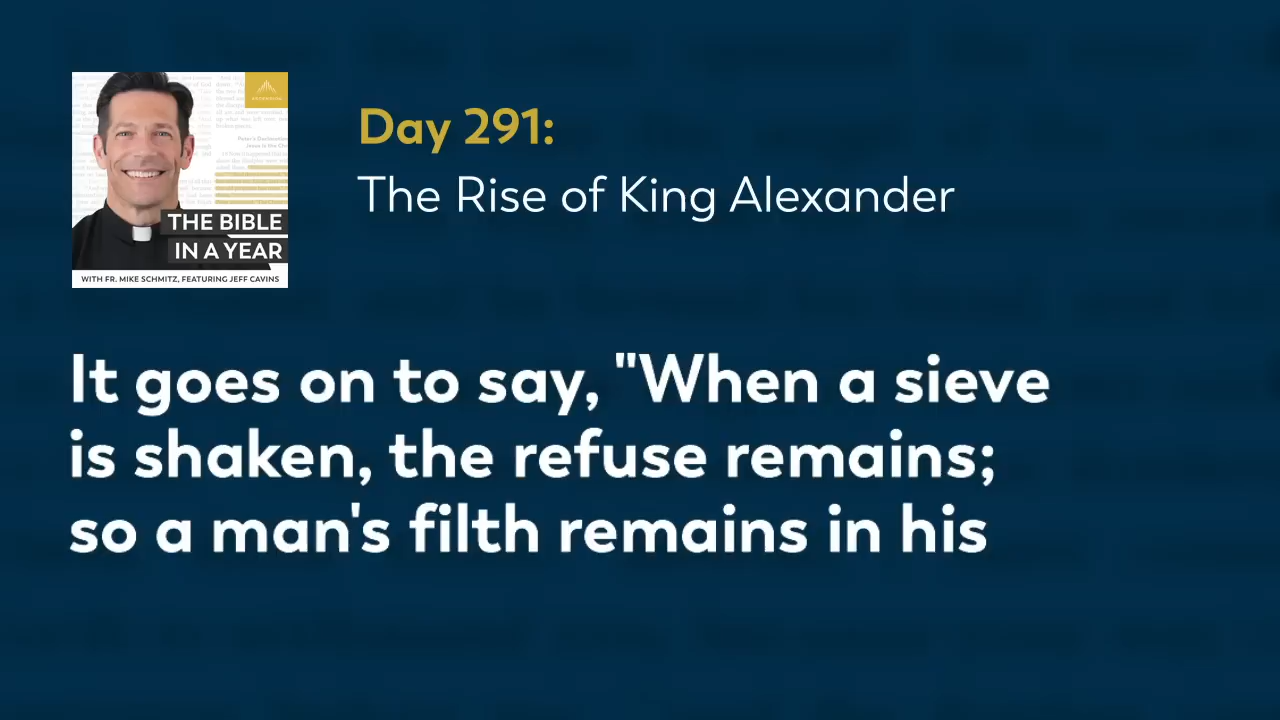 Day 291:
The Rise of King Alexander
THE BIBLE
IN A YEAR
WITH FR. MIKE SCHMITZ, FEATURING JEFF CAVINS
It goes on to say, "When a sieve
is shaken, the refuse remains;
so a man's filth remains in his